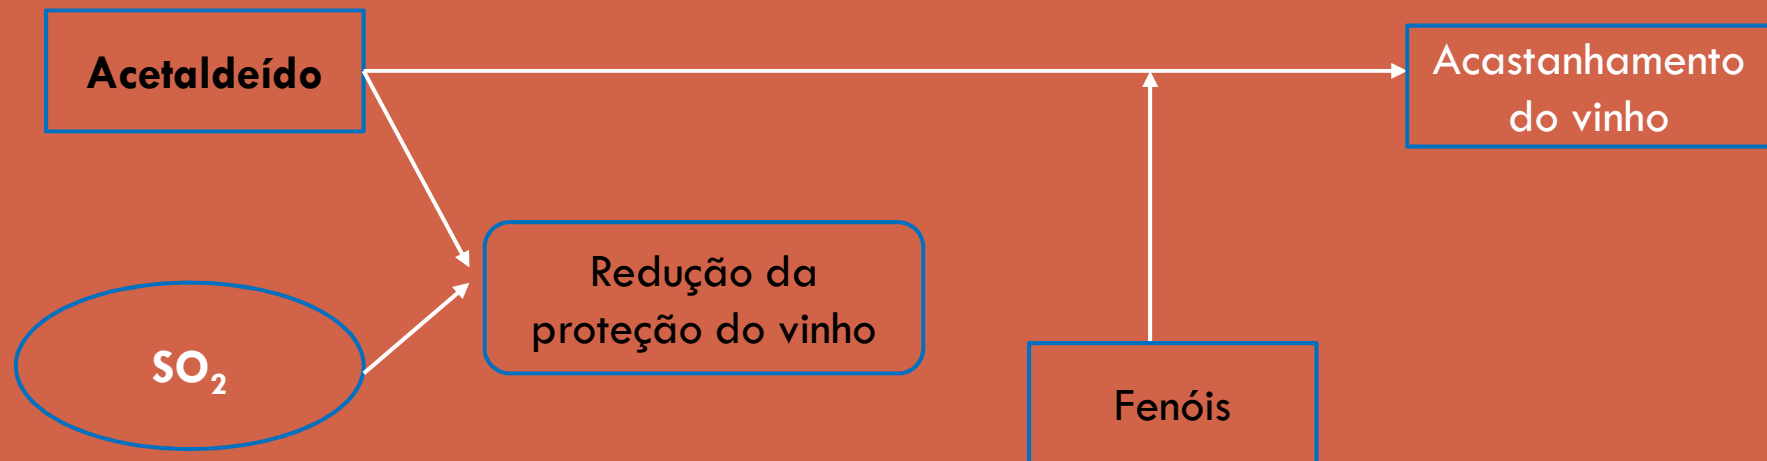 Acetaldeído
Acastanhamento
do vinho
Redução da
proteção do vinho
SO₂
Fenóis